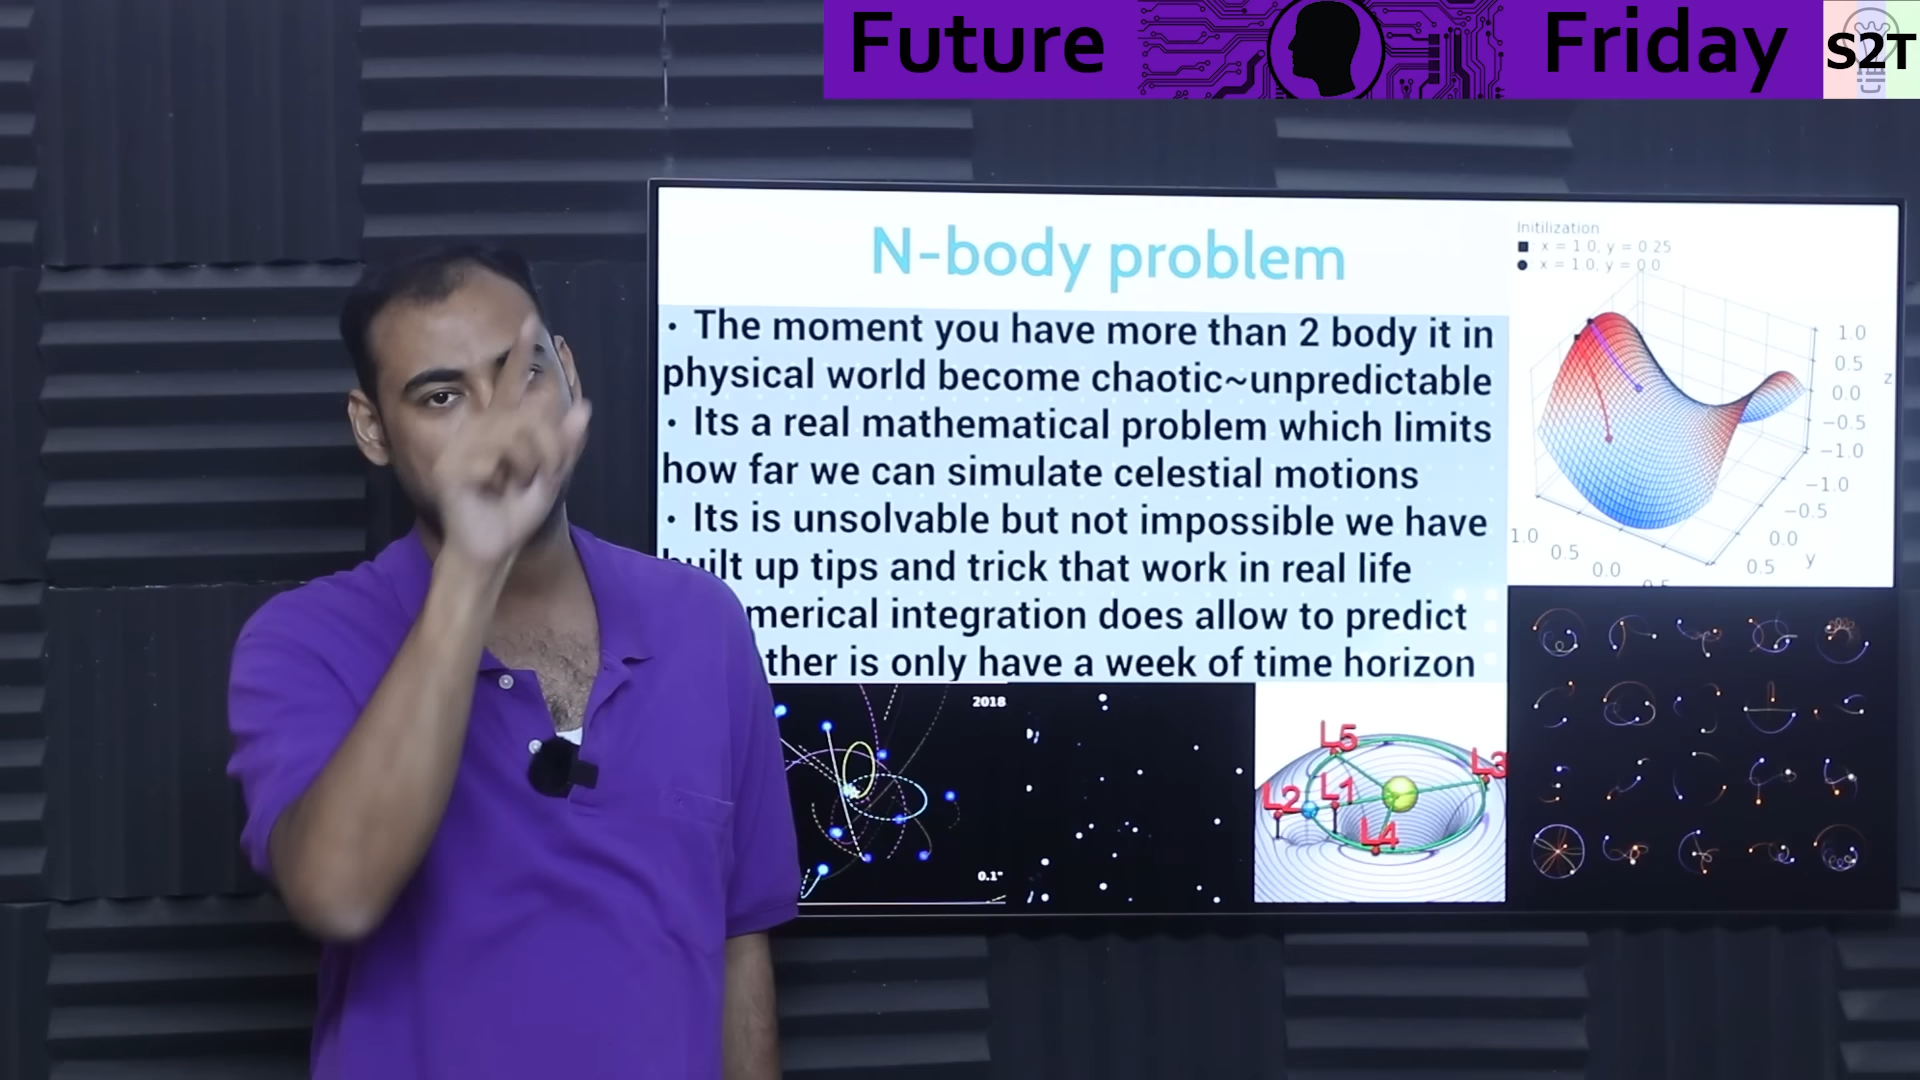 Future Friday S2T
N-body problem
• The moment you have more than 2 body it in
physical world become chaotic~unpredictable
• Its a real mathematical problem which limits
how far we can simulate celestial motions
• Its is unsolvable but not impossible we have
built up tips and trick that work in real life
merical integration does allow to predict
ther is only have a week of time horizon
Initilization
x = 1.0, y = 0.25
x = 1.0, y = 0.0
1.0
0.5
0.0
−0.5
−1.0
z
−1.0
−0.5
0.0
0.5
y
1.0
0.5
0.0
2018
0.1"
L5
L3
L2
L1
L4